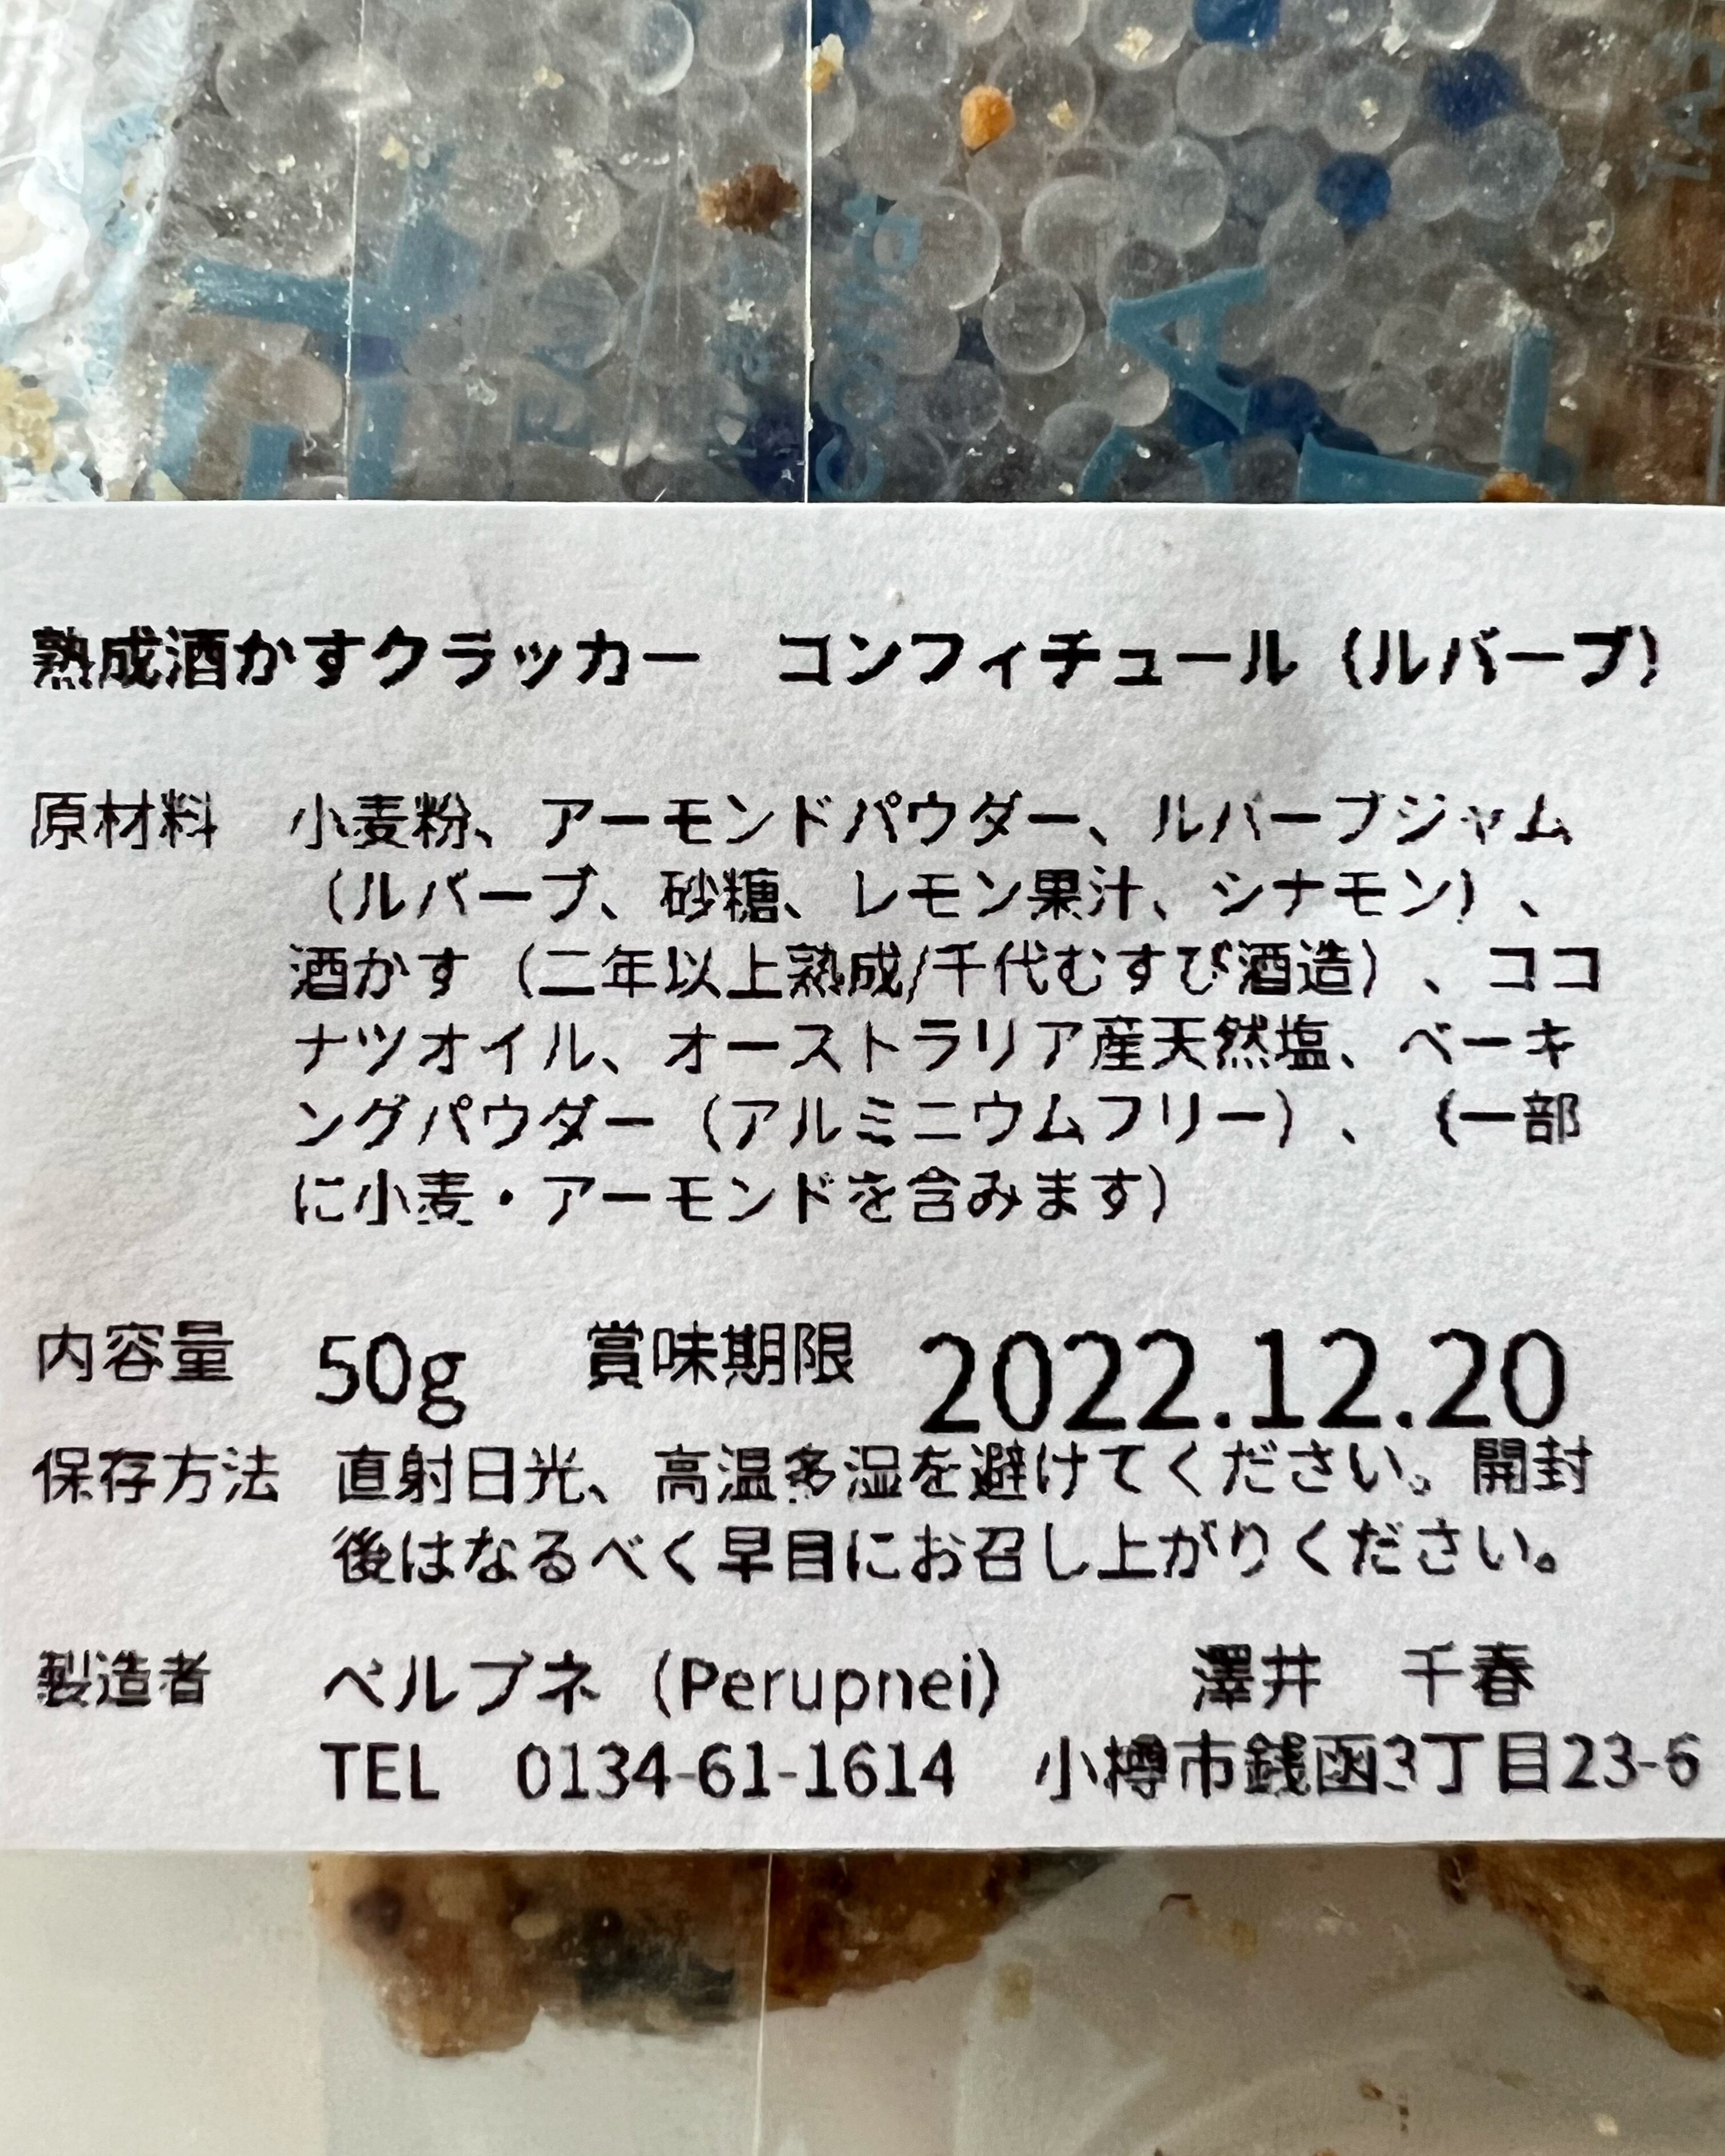 熟成酒かすクラッカー　コンフィチュール（ルバーブ）
原材料　小麦粉、アーモンドパウダー、ルバーブジャム
（ルバーブ、砂糖、レモン果汁、シナモン）、
酒かす（二年以上熟成/千代むすび酒造）、ココ
ナツオイル、オーストラリア産天然塩、ベーキ
ングパウダー（アルミニウムフリー）、（一部
に小麦・アーモンドを含みます）
内容量　50g　賞味期限　2022.12.20
保存方法　直射日光、高温多湿を避けてください。開封
後はなるべく早目にお召し上がりください。
製造者　ペルプネ（Perupnei）　澤井　千春
TEL　0134-61-1614　小樽市銭函3丁目23-6